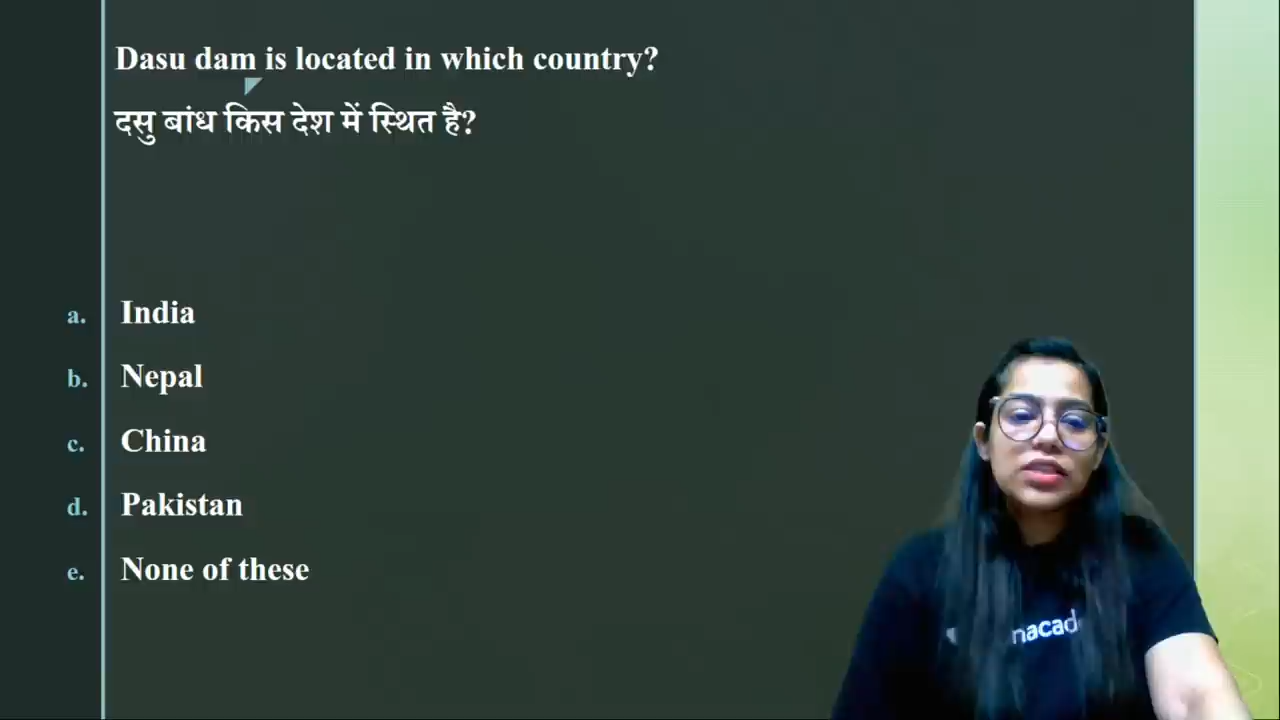 Dasu dam is located in which country?
दसु बांध किस देश में स्थित है?
a. India
b. Nepal
c. China
d. Pakistan
e. None of these